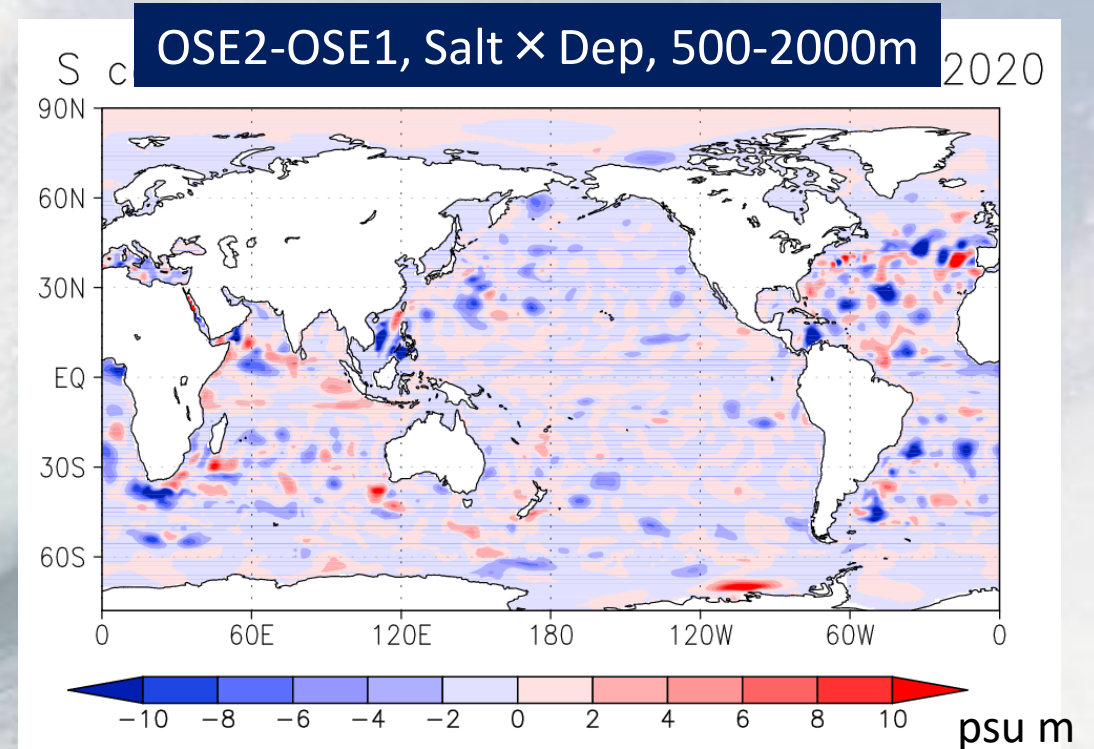 OSE2-OSE1, Salt×Dep, 500-2000m
S 2020
90N
60N
30N
EQ
30S
60S
0 60E 120E 180 120W 60W 0
−10 −8 −6 −4 −2 0 2 4 6 8 10
psu m